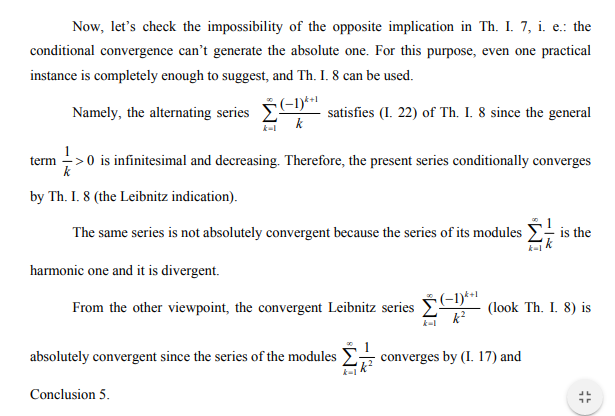 Now, let's check the impossibility of the opposite implication in Th. I. 7, i. e.: the
conditional convergence can't generate the absolute one. For this purpose, even one practical
instance is completely enough to suggest, and Th. I. 8 can be used.
Namely, the alternating series $\sum_{k=1}^{\infty} \frac{(-1)^{k+1}}{k}$ satisfies (I. 22) of Th. I. 8 since the general
term $\frac{1}{k} > 0$ is infinitesimal and decreasing. Therefore, the present series conditionally converges
by Th. I. 8 (the Leibnitz indication).
The same series is not absolutely convergent because the series of its modules $\sum_{k=1}^{\infty} \frac{1}{k}$ is the
harmonic one and it is divergent.
From the other viewpoint, the convergent Leibnitz series $\sum_{k=1}^{\infty} \frac{(-1)^{k+1}}{k^2}$ (look Th. I. 8) is
absolutely convergent since the series of the modules $\sum_{k=1}^{\infty} \frac{1}{k^2}$ converges by (I. 17) and
Conclusion 5.